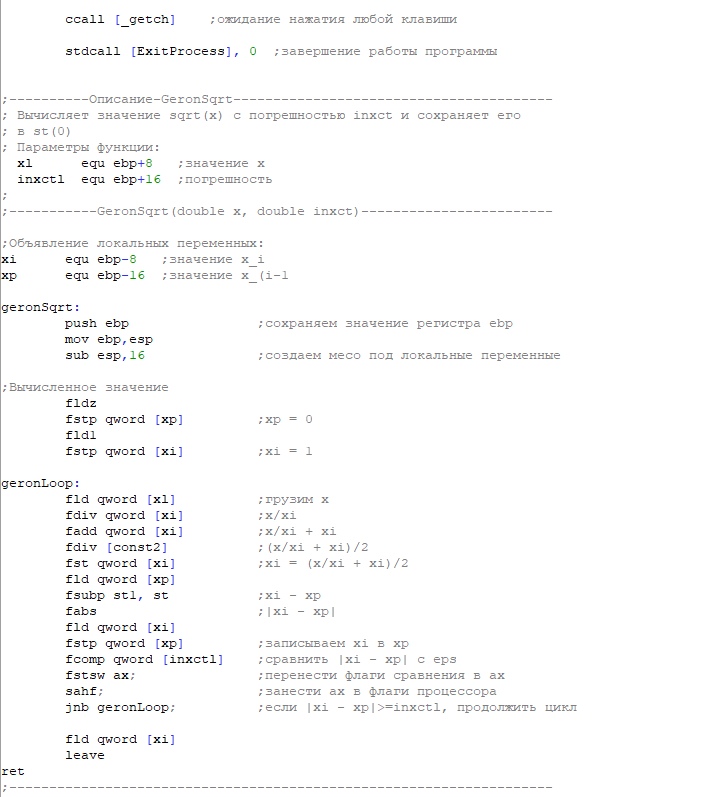 ccall [_getch]    ;ожидание нажатия любой клавиши
stdcall [ExitProcess], 0  ;завершение работы программы
;----------Описание-GeronSqrt----------------------------------------
; Вычисляет значение sqrt(x) с погрешностью inxct и сохраняет его
; в st(0)
; Параметры функции:
xl      equ ebp+8   ;значение x
inxctl  equ ebp+16  ;погрешность
;
;-----------GeronSqrt(double x, double inxct)------------------------
;Объявление локальных переменных:
xi      equ ebp-8   ;значение x_i
xp      equ ebp-16  ;значение x_(i-1
geronSqrt:
push ebp                ;сохраняем значение регистра ebp
mov ebp,esp
sub esp,16              ;создаем месо под локальные переменные
;Вычисленное значение
fldz
fstp qword [xp]         ;xp = 0
fld1
fstp qword [xi]         ;xi = 1
geronLoop:
fld qword [xl]          ;грузим x
fdiv qword [xi]         ;x/xi
fadd qword [xi]         ;x/xi + xi
fdiv [const2]           ;(x/xi + xi)/2
fst qword [xi]          ;xi = (x/xi + xi)/2
fld qword [xp]
fsubp st1, st           ;xi - xp
fabs                    ;|xi - xp|
fld qword [xi]
fstp qword [xp]         ;записываем xi в xp
fcomp qword [inxctl]    ;сравнить |xi - xp| с eps
fstsw ax;               ;перенести флаги сравнения в ах
sahf;                   ;занести ах в флаги процессора
jnb geronLoop;          ;если |xi - xp|>=inxctl, продолжить цикл
fld qword [xi]
leave
ret
;--------------------------------------------------------------------